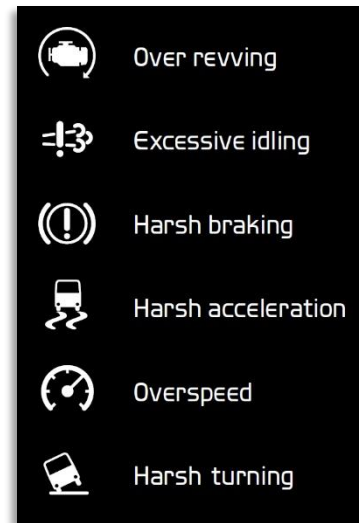 Over revving
Excessive idling
Harsh braking
Harsh acceleration
Overspeed
Harsh turning